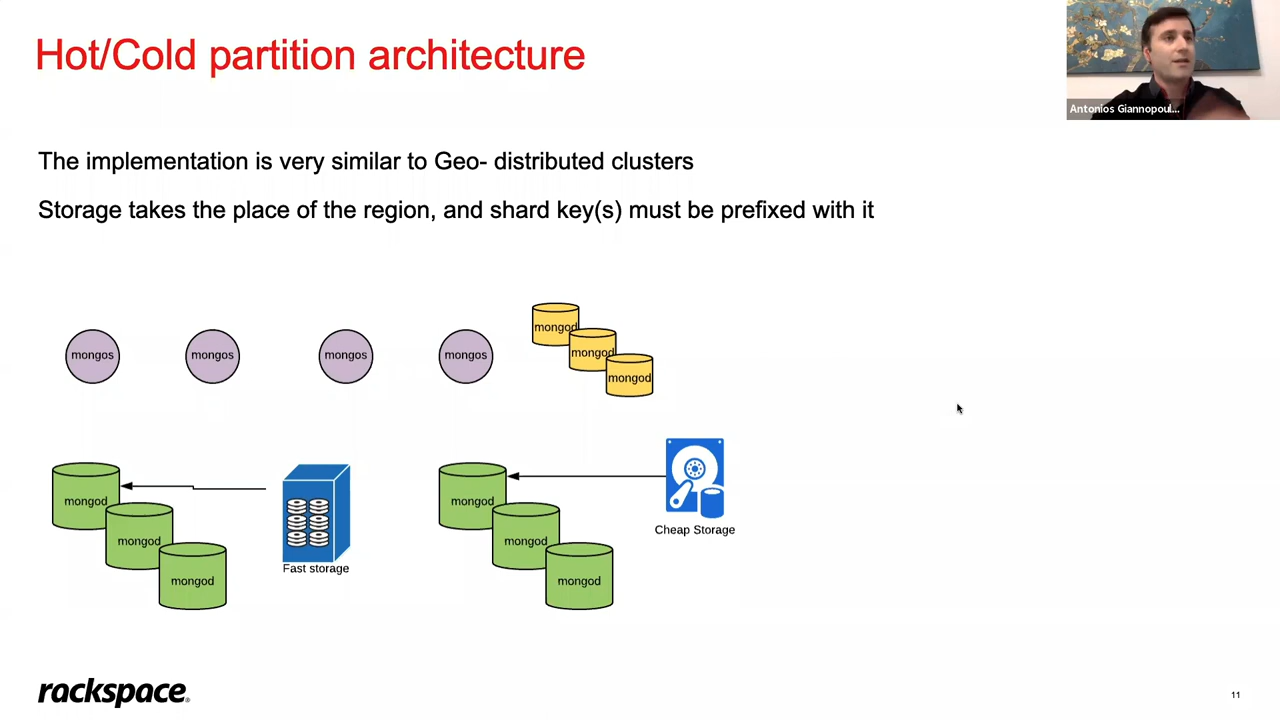 Hot/Cold partition architecture
Antonios Giannopoul...
The implementation is very similar to Geo- distributed clusters
Storage takes the place of the region, and shard key(s) must be prefixed with it
mongos
mongos
mongos
mongos
mongod
mongod
mongod
mongod
mongod
mongod
Fast storage
mongod
mongod
mongod
Cheap Storage
rackspace
11